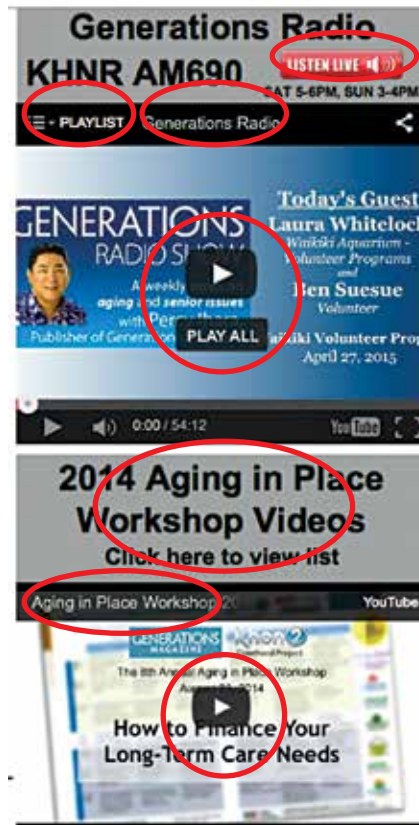 Generations Radio
KHNR AM690
LISTEN LIVE
SAT 5-6PM, SUN 3-4PM
PLAYLIST Generations Radio
GENERATIONS
RADIO SHOW
A weekly
aging and senior issues
with
Publisher of
Today's Guest
Laura Whitelock
Waikiki Aquarium -
Volunteer Programs
and
Ben Suesue
Volunteer
Volunteer
April 27, 2015
PLAY ALL
0:00 / 54:12
YouTube
2014 Aging in Place
Workshop Videos
Click here to view list
Aging in Place Workshop
YouTube
GENERATIONS
MAGAZINE
The 8th Annual Aging in Place Workshop
2014
How to Finance Your
Long-Term Care Needs